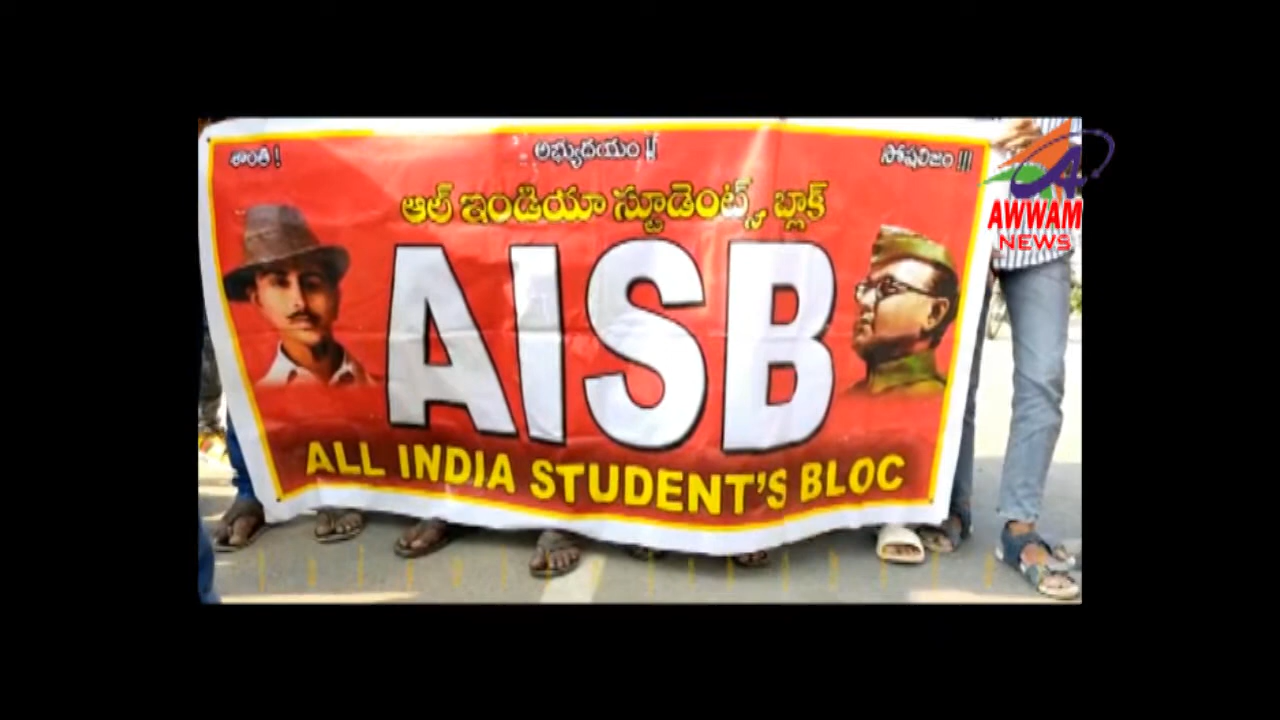 శాంతి !
అభ్యుదయం !!
సోషలిజం !!!
ఆల్ ఇండియా స్టూడెంట్స్ బ్లాక్
AISB
ALL INDIA STUDENT'S BLOC
AWWAM
NEWS